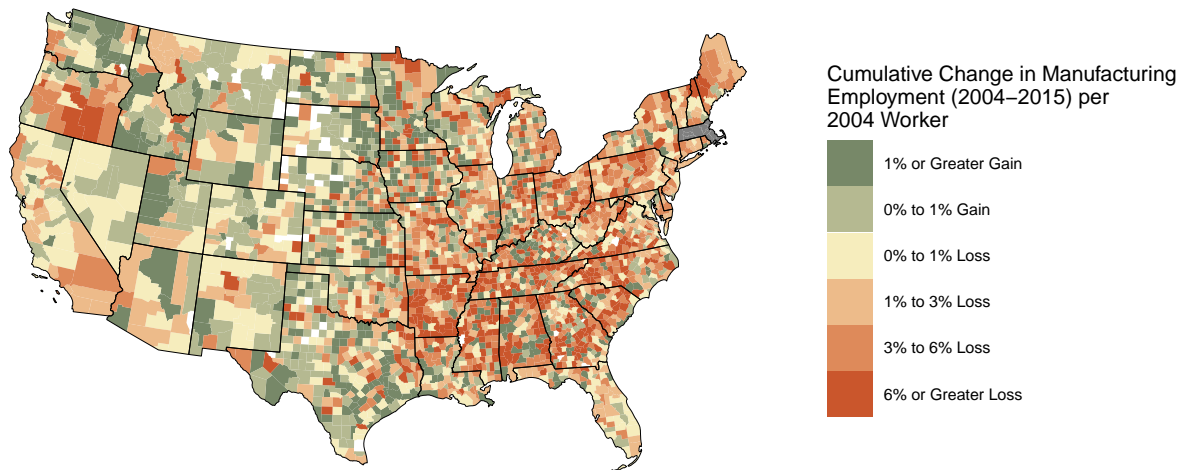 Cumulative Change in Manufacturing
Employment (2004–2015) per
2004 Worker
1% or Greater Gain
0% to 1% Gain
0% to 1% Loss
1% to 3% Loss
3% to 6% Loss
6% or Greater Loss